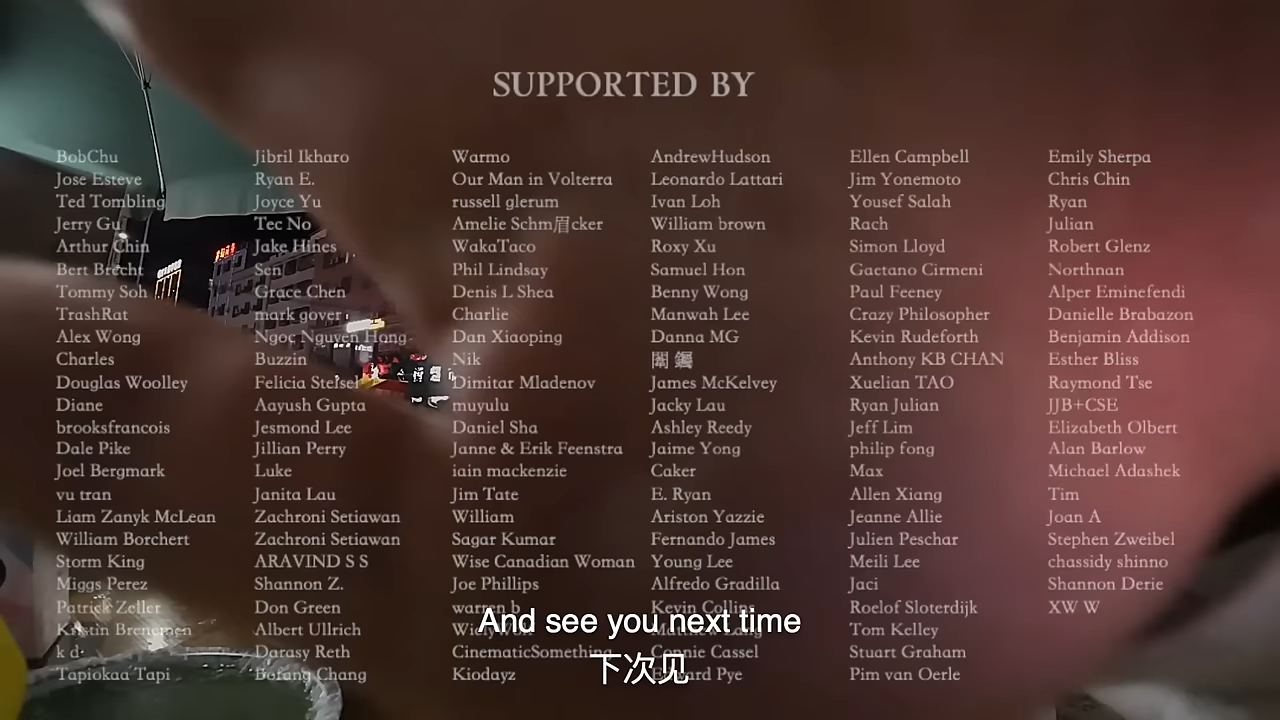 SUPPORTED BY
BobChu
Jose Esteve
Ted Tombling
Jerry Gu
Arthur Chin
Bert Brecht
Tommy Soh
TrashRat
Alex Wong
Charles
Douglas Woolley
Diane
brooksfrancois
Dale Pike
Joel Bergmark
vu tran
Liam Zanyk McLean
William Borchert
Storm King
Miggs Perez
Patrick Zeller
Kristin Brenemen
k d
Tapiokaa Tapi
Jibril Ikharo
Ryan E.
Joyce Yu
Tec No
Jake Hines
Sen
Grace Chen
mark gover
Ngoc Nguyen Hong
Buzzin
Felicia Stelsel
Aayush Gupta
Jesmond Lee
Jillian Perry
Luke
Janita Lau
Zachroni Setiawan
Zachroni Setiawan
ARAVIND S S
Shannon Z.
Don Green
Albert Ullrich
Darasy Reth
Bofang Chang
Warmo
Our Man in Volterra
russell glerum
Amelie Schm眉cker
WakaTaco
Phil Lindsay
Denis L Shea
Charlie
Dan Xiaoping
Nik
Dimitar Mladenov
muyulu
Daniel Sha
Janne & Erik Feenstra
iain mackenzie
Jim Tate
William
Sagar Kumar
Wise Canadian Woman
Joe Phillips
warren b
CinematicSomething
Kiodayz
AndrewHudson
Leonardo Lattari
Ivan Loh
William brown
Roxy Xu
Samuel Hon
Benny Wong
Manwah Lee
Danna MG
James McKelvey
Jacky Lau
Ashley Reedy
Jaime Yong
Caker
E. Ryan
Ariston Yazzie
Fernando James
Young Lee
Alfredo Gradilla
Kevin Collins
Matthew Lang
Connie Cassel
Edward Pye
Ellen Campbell
Jim Yonemoto
Yousef Salah
Rach
Simon Lloyd
Gaetano Cirmeni
Paul Feeney
Crazy Philosopher
Kevin Rudeforth
Anthony KB CHAN
Xuelian TAO
Ryan Julian
Jeff Lim
philip fong
Max
Allen Xiang
Jeanne Allie
Julien Peschar
Meili Lee
Jaci
Roelof Sloterdijk
Tom Kelley
Stuart Graham
Pim van Oerle
Emily Sherpa
Chris Chin
Ryan
Julian
Robert Glenz
Northnan
Alper Eminefendi
Danielle Brabazon
Benjamin Addison
Esther Bliss
Raymond Tse
JJB+CSE
Elizabeth Olbert
Alan Barlow
Michael Adashek
Tim
Joan A
Stephen Zweibel
chassidy shinno
Shannon Derie
XW W
And see you next time
下次见